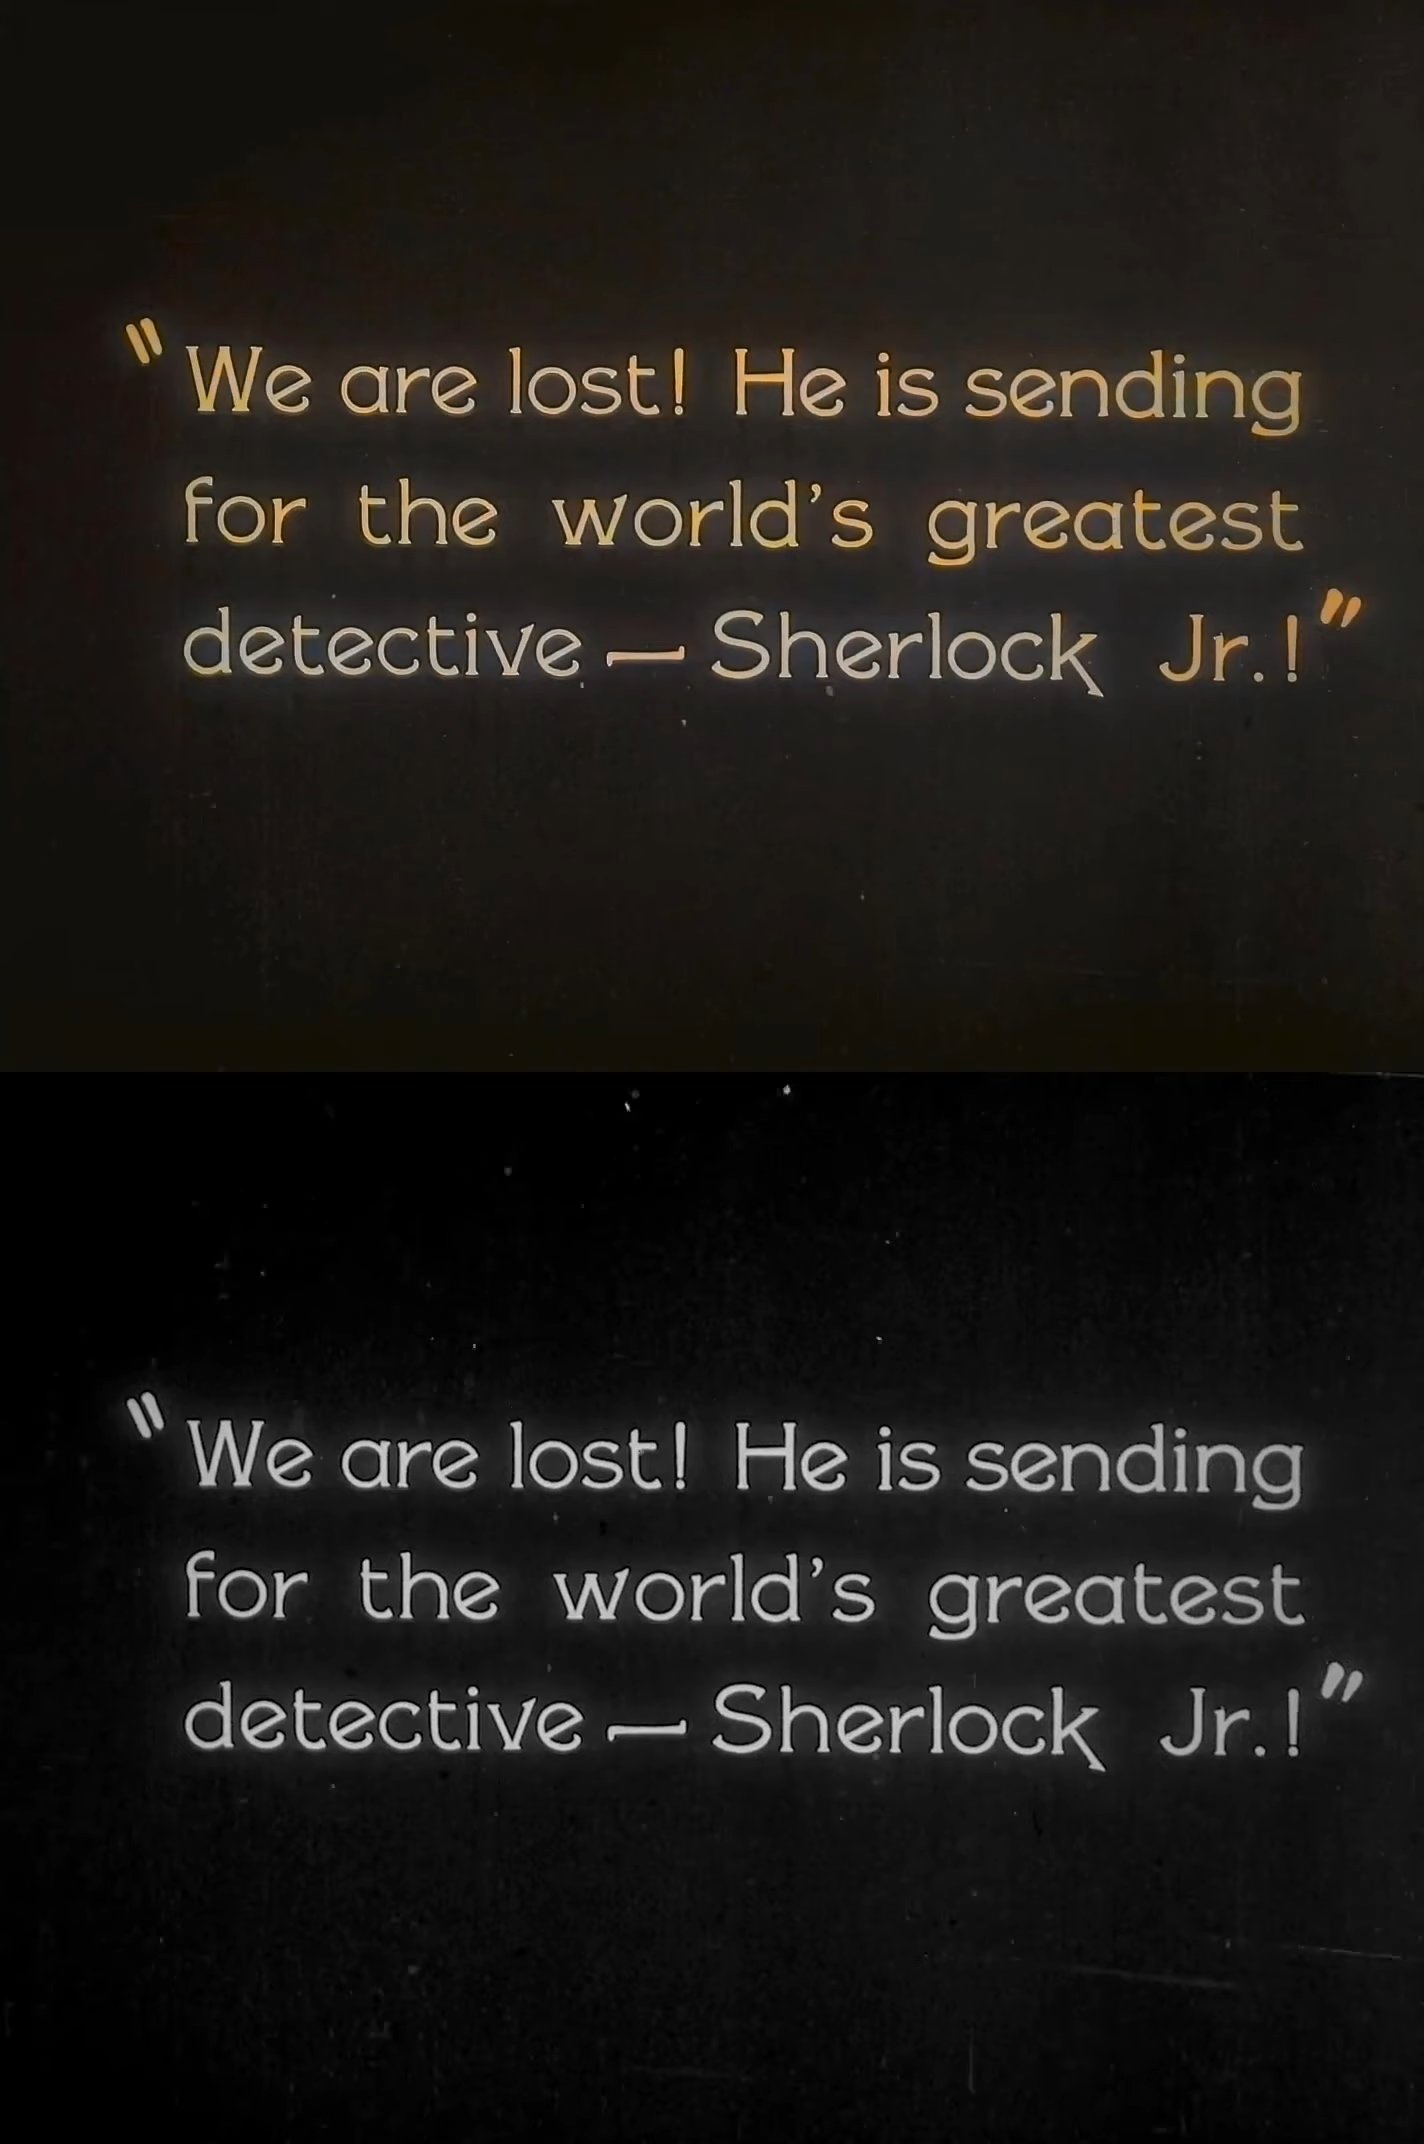 "We are lost! He is sending
for the world's greatest
detective — Sherlock Jr.!"
"We are lost! He is sending
for the world's greatest
detective — Sherlock Jr.!"